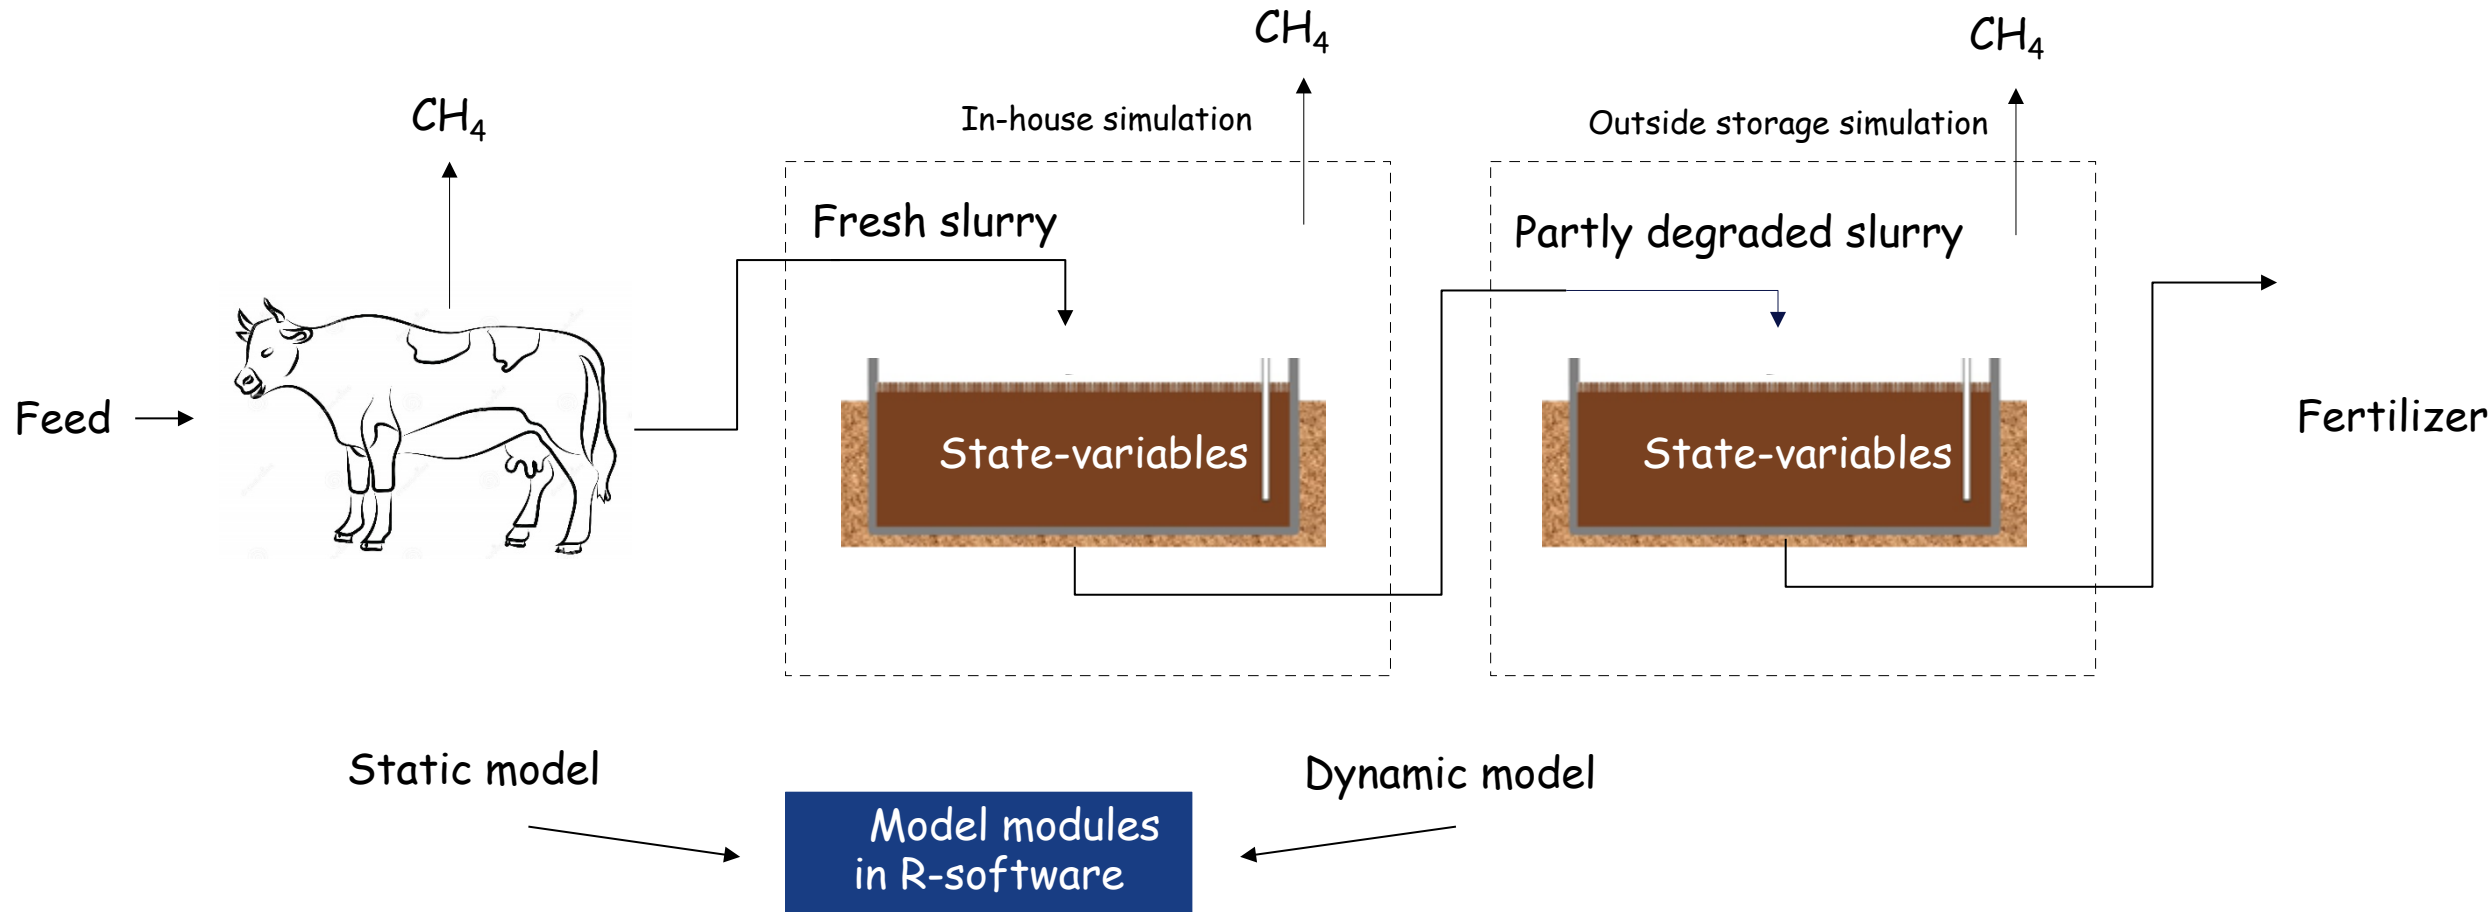 CH₄
CH₄
CH₄
In-house simulation
Outside storage simulation
Fresh slurry
Partly degraded slurry
Feed
State-variables
State-variables
Fertilizer
Static model
Dynamic model
Model modules
in R-software